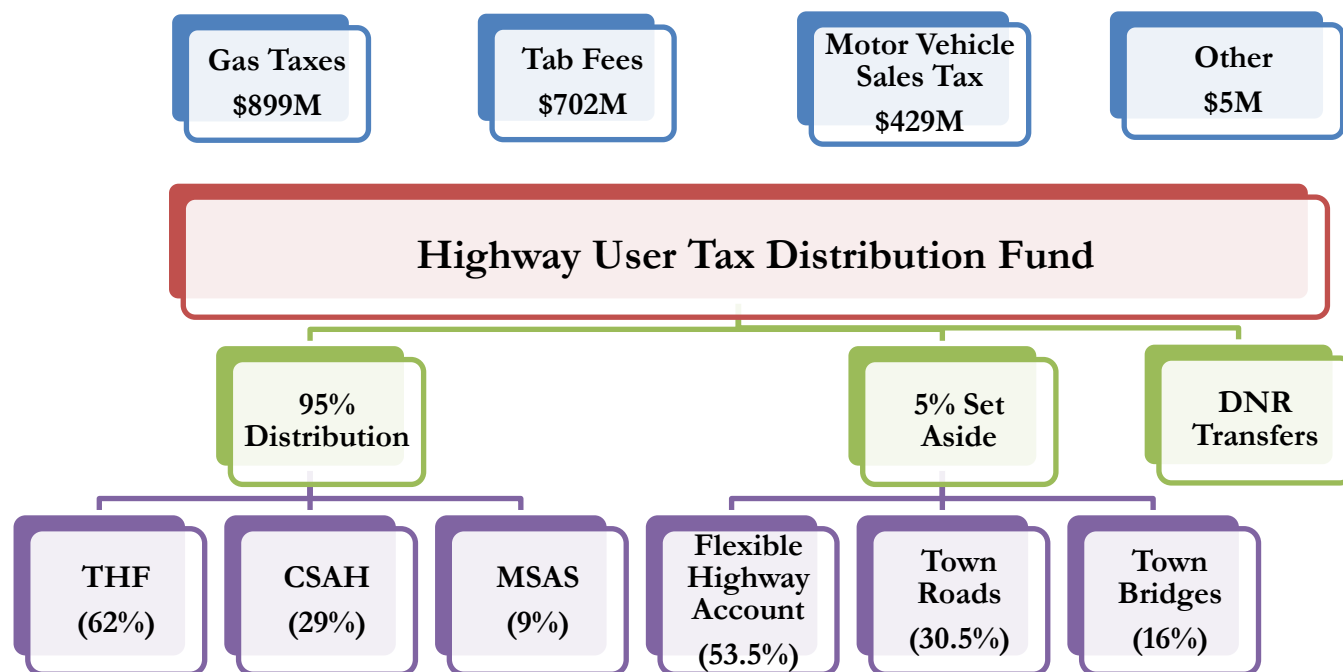 Gas Taxes
$899M
Tab Fees
$702M
Motor Vehicle
Sales Tax
$429M
Other
$5M
Highway User Tax Distribution Fund
95%
Distribution
5% Set
Aside
DNR
Transfers
THF
(62%)
CSAH
(29%)
MSAS
(9%)
Flexible
Highway
Account
(53.5%)
Town
Roads
(30.5%)
Town
Bridges
(16%)